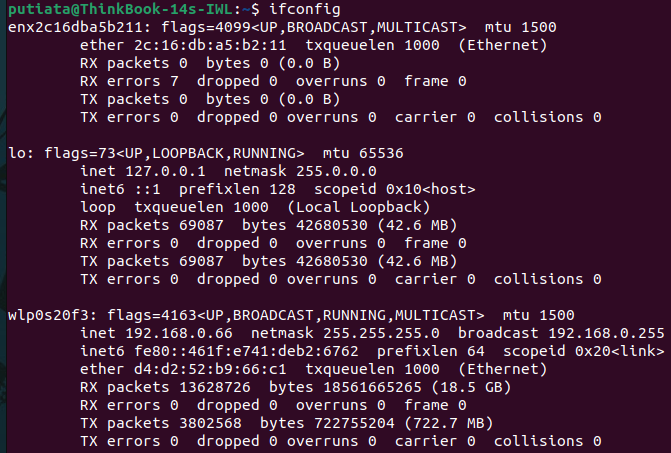 putiata@ThinkBook-14s-IWL:~$ ifconfig
enx2c16dba5b211: flags=4099<UP,BROADCAST,MULTICAST>  mtu 1500
        ether 2c:16:db:a5:b2:11  txqueuelen 1000  (Ethernet)
        RX packets 0  bytes 0 (0.0 B)
        RX errors 7  dropped 0  overruns 0  frame 0
        TX packets 0  bytes 0 (0.0 B)
        TX errors 0  dropped 0 overruns 0  carrier 0  collisions 0

lo: flags=73<UP,LOOPBACK,RUNNING>  mtu 65536
        inet 127.0.0.1  netmask 255.0.0.0
        inet6 ::1  prefixlen 128  scopeid 0x10<host>
        loop  txqueuelen 1000  (Local Loopback)
        RX packets 69087  bytes 42680530 (42.6 MB)
        RX errors 0  dropped 0  overruns 0  frame 0
        TX packets 69087  bytes 42680530 (42.6 MB)
        TX errors 0  dropped 0 overruns 0  carrier 0  collisions 0

wlp0s20f3: flags=4163<UP,BROADCAST,RUNNING,MULTICAST>  mtu 1500
        inet 192.168.0.66  netmask 255.255.255.0  broadcast 192.168.0.255
        inet6 fe80::461f:e741:deb2:6762  prefixlen 64  scopeid 0x20<link>
        ether d4:d2:52:b9:66:c1  txqueuelen 1000  (Ethernet)
        RX packets 13628726  bytes 18561665265 (18.5 GB)
        RX errors 0  dropped 0  overruns 0  frame 0
        TX packets 3802568  bytes 722755204 (722.7 MB)
        TX errors 0  dropped 0 overruns 0  carrier 0  collisions 0